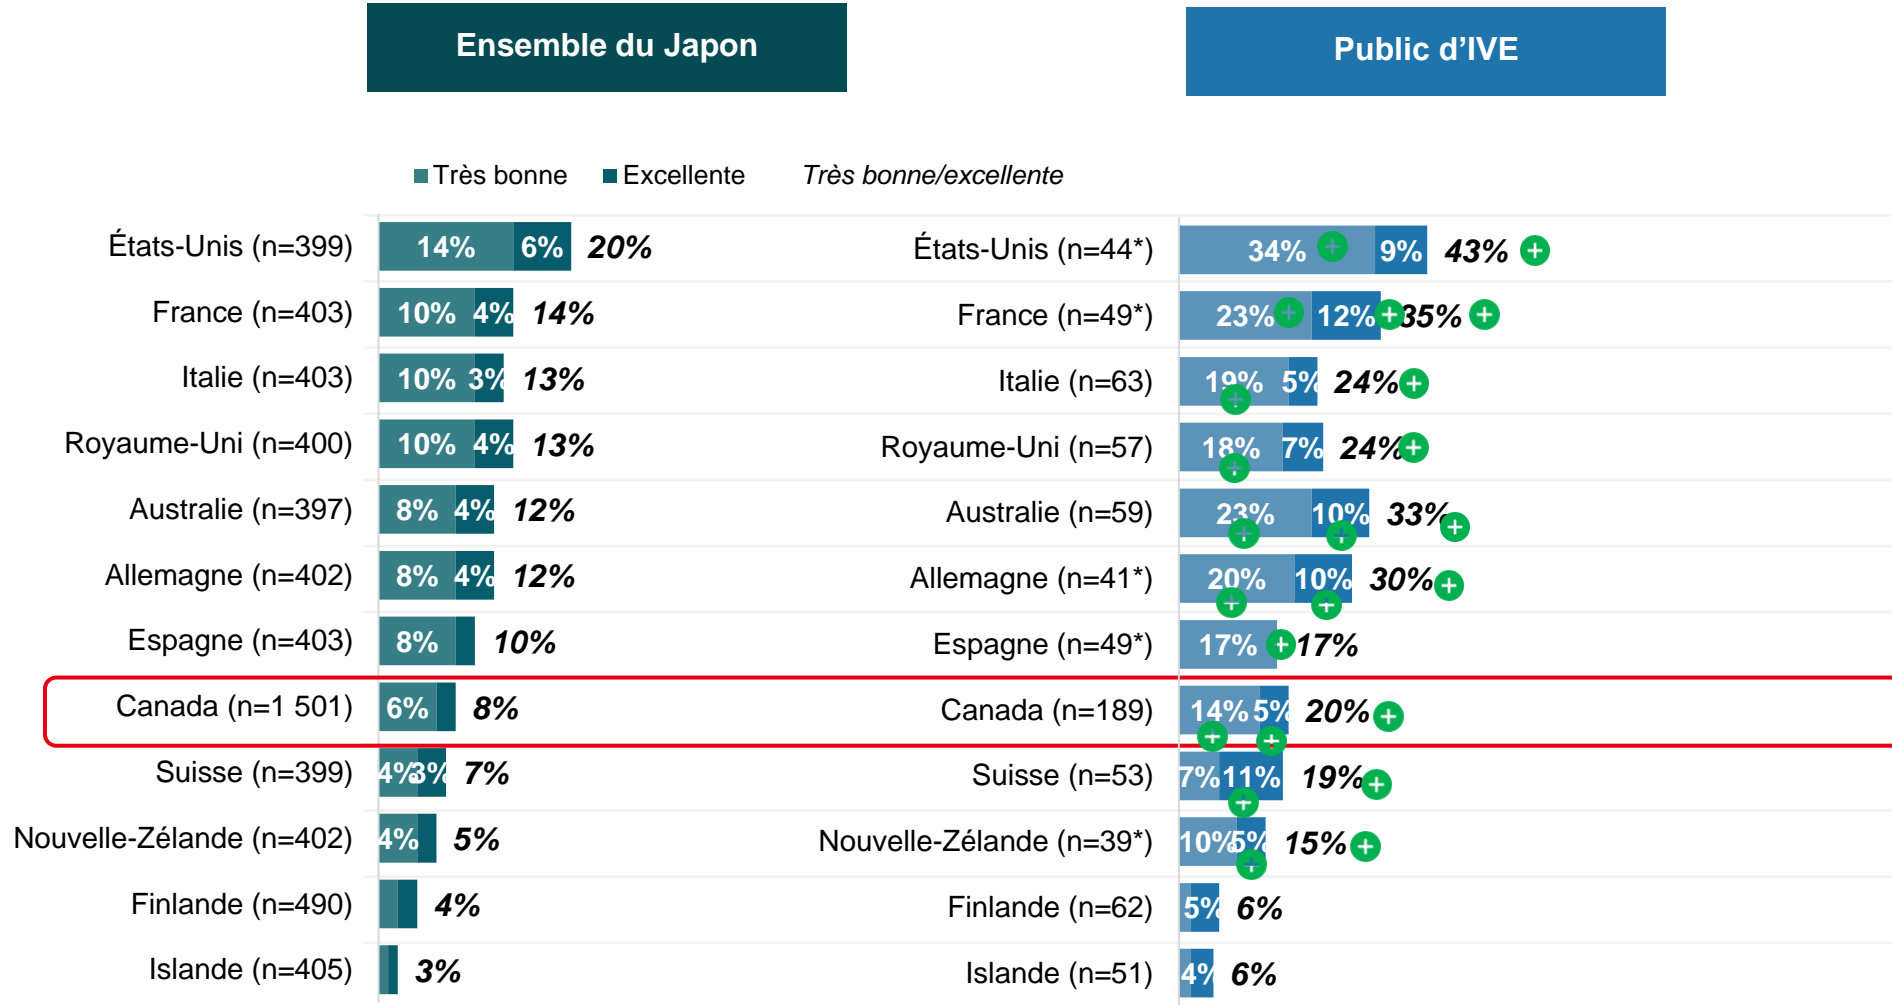 Ensemble du Japon
Public d’IVE
Très bonne Excellente Très bonne/excellente
États-Unis (n=399) 14% 6% 20%
France (n=403) 10% 4% 14%
Italie (n=403) 10% 3% 13%
Royaume-Uni (n=400) 10% 4% 13%
Australie (n=397) 8% 4% 12%
Allemagne (n=402) 8% 4% 12%
Espagne (n=403) 8% 10%
Canada (n=1 501) 6% 8%
Suisse (n=399) 4% 3% 7%
Nouvelle-Zélande (n=402) 4% 5%
Finlande (n=490) 4%
Islande (n=405) 3%
États-Unis (n=44*) 34% 9% 43%
France (n=49*) 23% 12% 35%
Italie (n=63) 19% 5% 24%
Royaume-Uni (n=57) 18% 7% 24%
Australie (n=59) 23% 10% 33%
Allemagne (n=41*) 20% 10% 30%
Espagne (n=49*) 17% 17%
Canada (n=189) 14% 5% 20%
Suisse (n=53) 7% 11% 19%
Nouvelle-Zélande (n=39*) 10% 5% 15%
Finlande (n=62) 5% 6%
Islande (n=51) 4% 6%